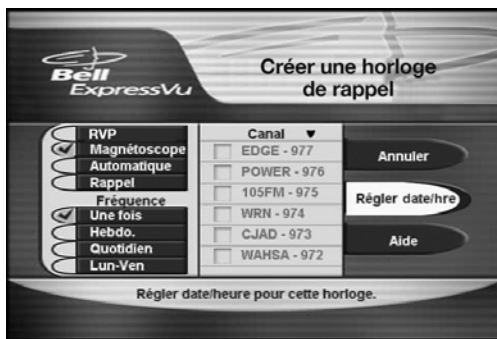 Bell
ExpressVu
Créer une horloge
de rappel
RVP
Magnétoscope
Automatique
Rappel
Fréquence
Une fois
Hebdo.
Quotidien
Lun-Ven
Canal
EDGE - 977
POWER - 976
105FM - 975
WRN - 974
CJAD - 973
WAHSA - 972
Annuler
Régler date/hre
Aide
Régler date/heure pour cette horloge.